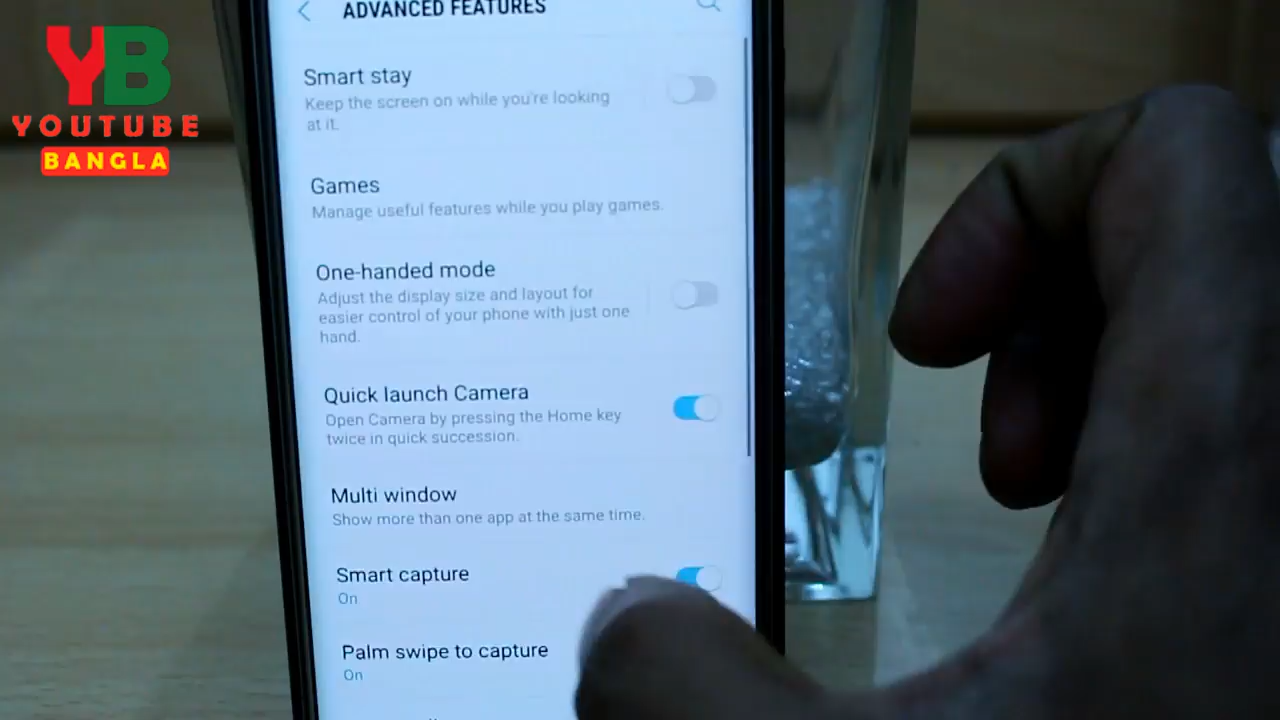 YB
YOUTUBE
BANGLA
ADVANCED FEATURES
Smart stay
Keep the screen on while you're looking
at it.
Games
Manage useful features while you play games.
One-handed mode
Adjust the display size and layout for
easier control of your phone with just one
hand.
Quick launch Camera
Open Camera by pressing the Home key
twice in quick succession.
Multi window
Show more than one app at the same time.
Smart capture
On
Palm swipe to capture
On